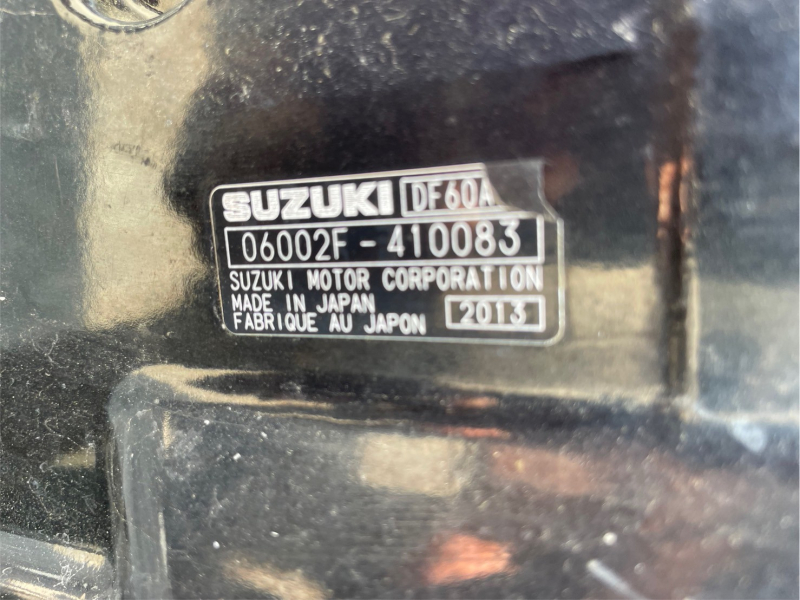 SUZUKI DF60A
06002F-410083
SUZUKI MOTOR CORPORATION
MADE IN JAPAN
FABRIQUE AU JAPON 2013